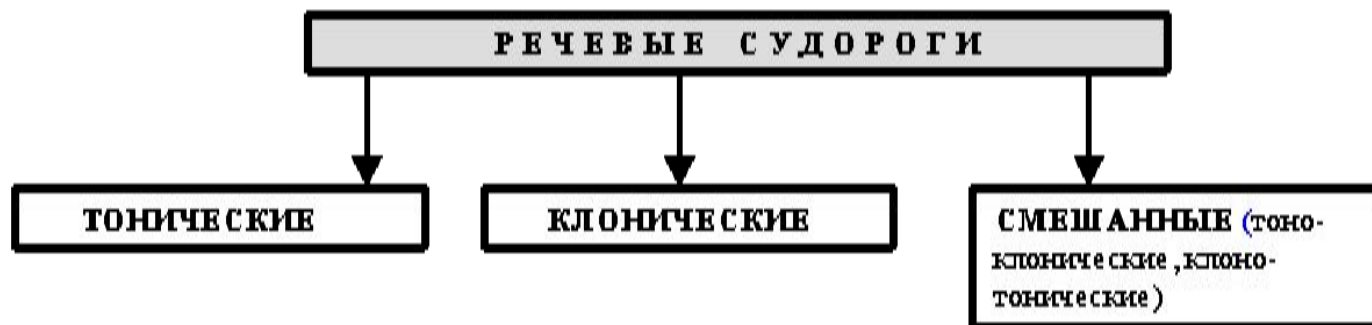 РЕЧЕВЫЕ СУДОРОГИ
ТОНИЧЕСКИЕ
КЛОНИЧЕСКИЕ
СМЕШАННЫЕ (тоно-
клонические,клоно-
тонические)